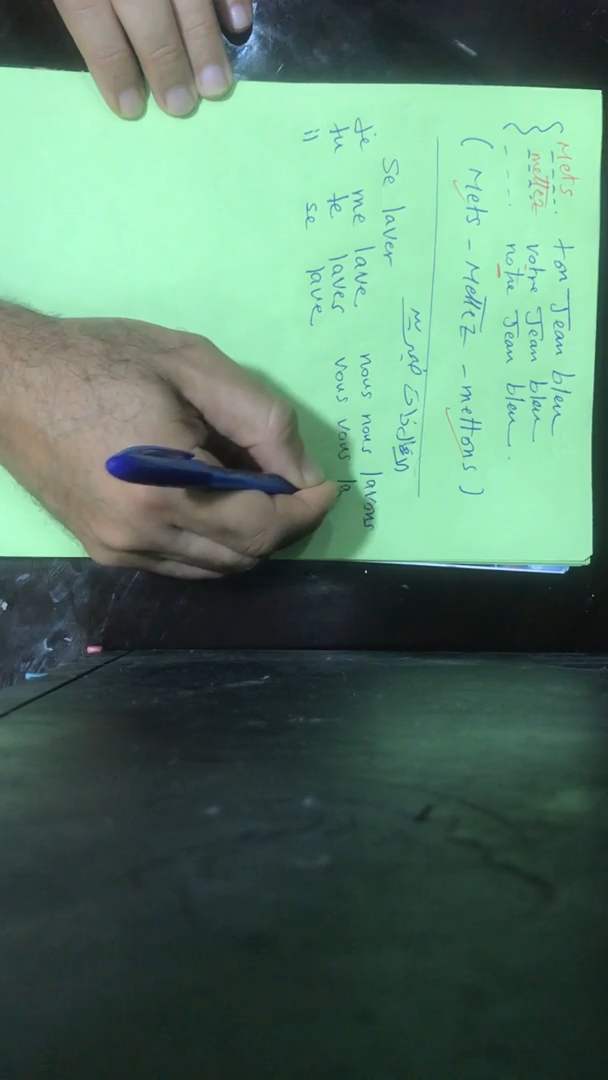 Mets ton Jean bleu
mettez votre Jean bleu
.... notre Jean bleu.
(Mets - Mettez - mettons)
Se laver
Je me lave, nous nous lavons
tu te laves vous vous la
il se lave